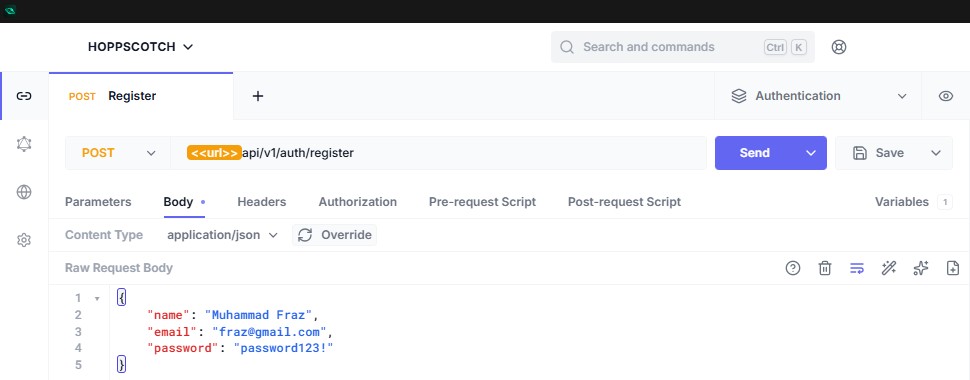 HOPPSCOTCH
Search and commands Ctrl K
POST Register +
Authentication
POST <<url>>api/v1/auth/register Send Save
Parameters Body Headers Authorization Pre-request Script Post-request Script Variables 1
Content Type application/json Override
Raw Request Body
1 {
2 "name": "Muhammad Fraz",
3 "email": "fraz@gmail.com",
4 "password": "password123!"
5 }